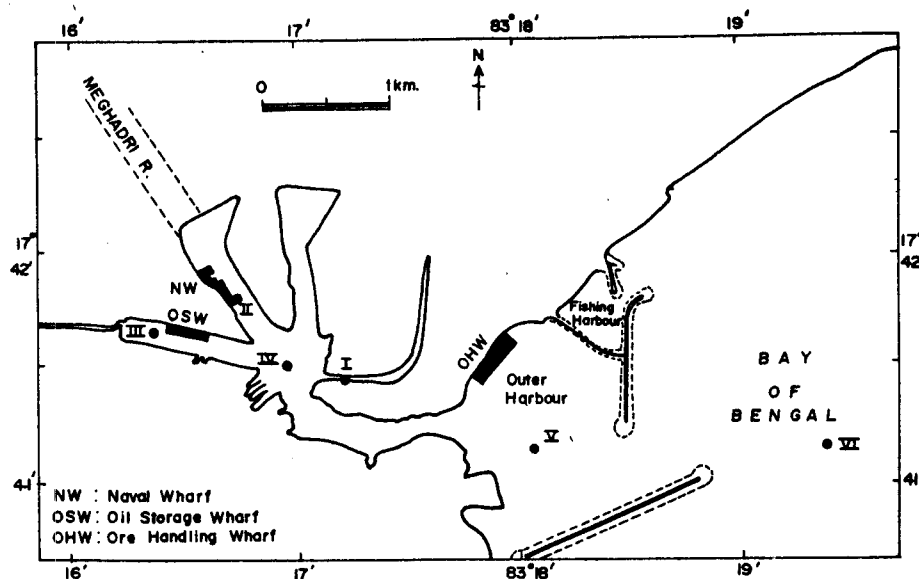 16'
17'
83° 18'
19'
N
0
1 km.
MEGHADRI R.
17°
42'
17°
42'
NW
II
OSW
III
IV
I
OHW
Fishing
Harbour
Outer
Harbour
BAY
OF
BENGAL
V
VI
41'
41'
NW : Naval Wharf
OSW : Oil Storage Wharf
OHW : Ore Handling Wharf
16'
17'
83° 18'
19'